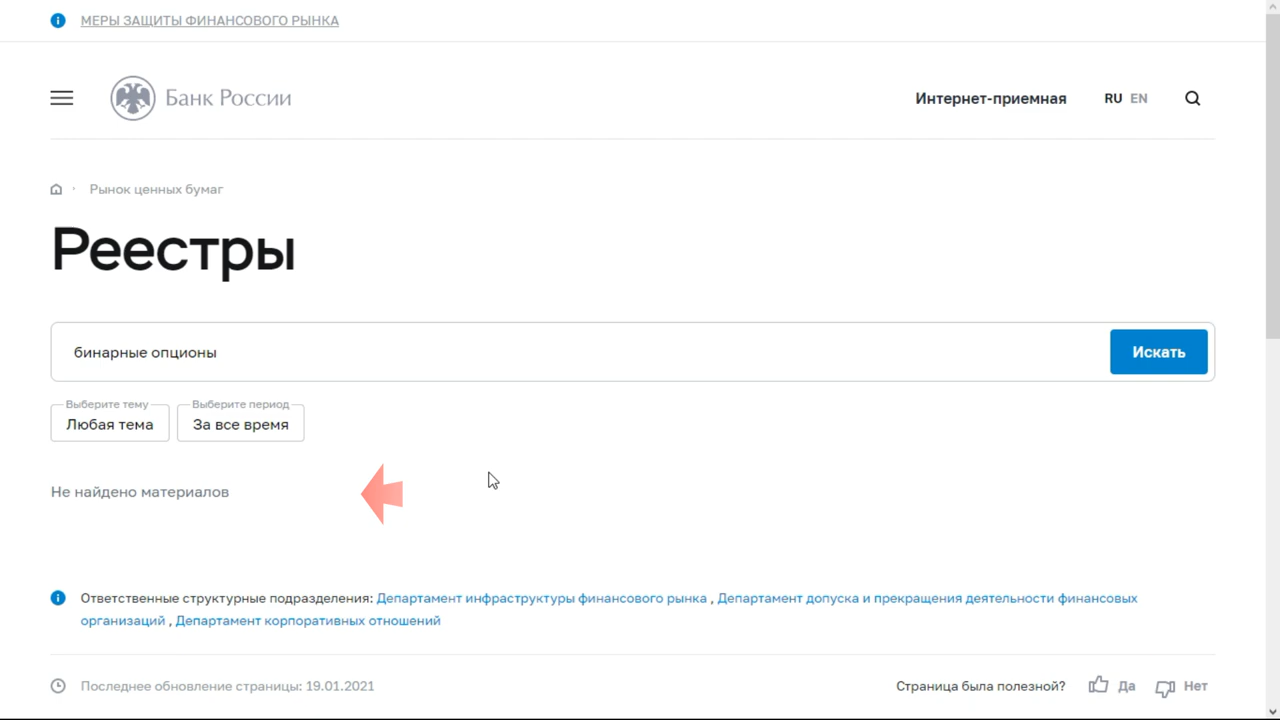 МЕРЫ ЗАЩИТЫ ФИНАНСОВОГО РЫНКА
Банк России
Интернет-приемная
RU EN
Рынок ценных бумаг
Реестры
бинарные опционы
Искать
Выберите тему
Любая тема
Выберите период
За все время
Не найдено материалов
Ответственные структурные подразделения: Департамент инфраструктуры финансового рынка , Департамент допуска и прекращения деятельности финансовых
организаций , Департамент корпоративных отношений
Последнее обновление страницы: 19.01.2021
Страница была полезной? Да Нет